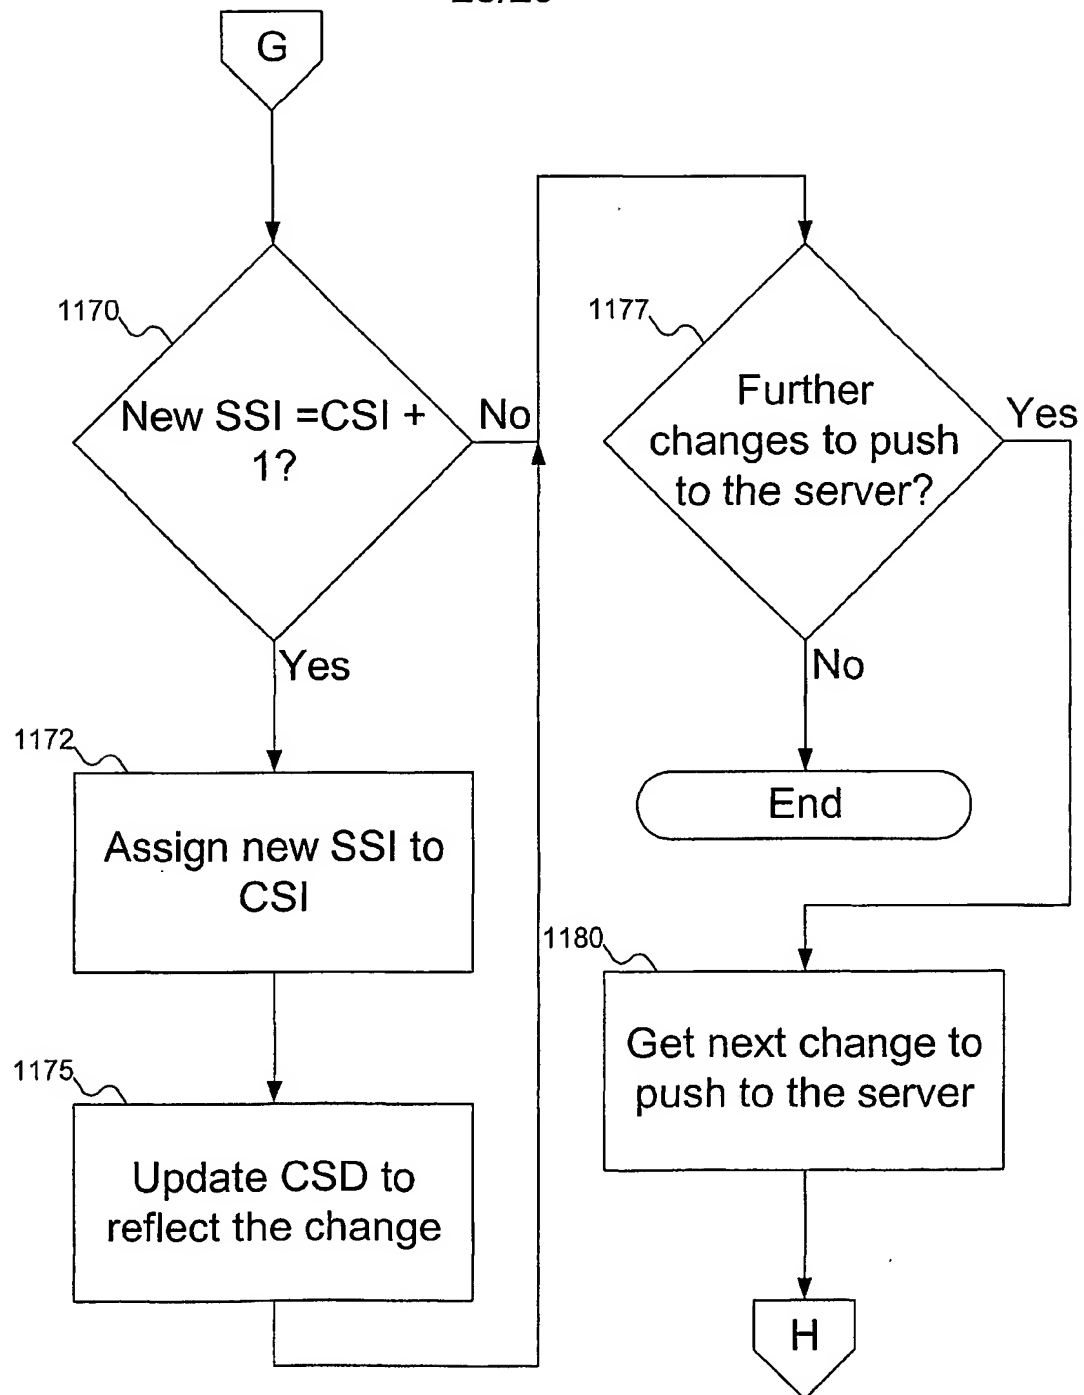 G
1170
New SSI =CSI +
1?
No
Yes
1172
Assign new SSI to
CSI
1175
Update CSD to
reflect the change
1177
Further
changes to push
to the server?
Yes
No
End
1180
Get next change to
push to the server
H